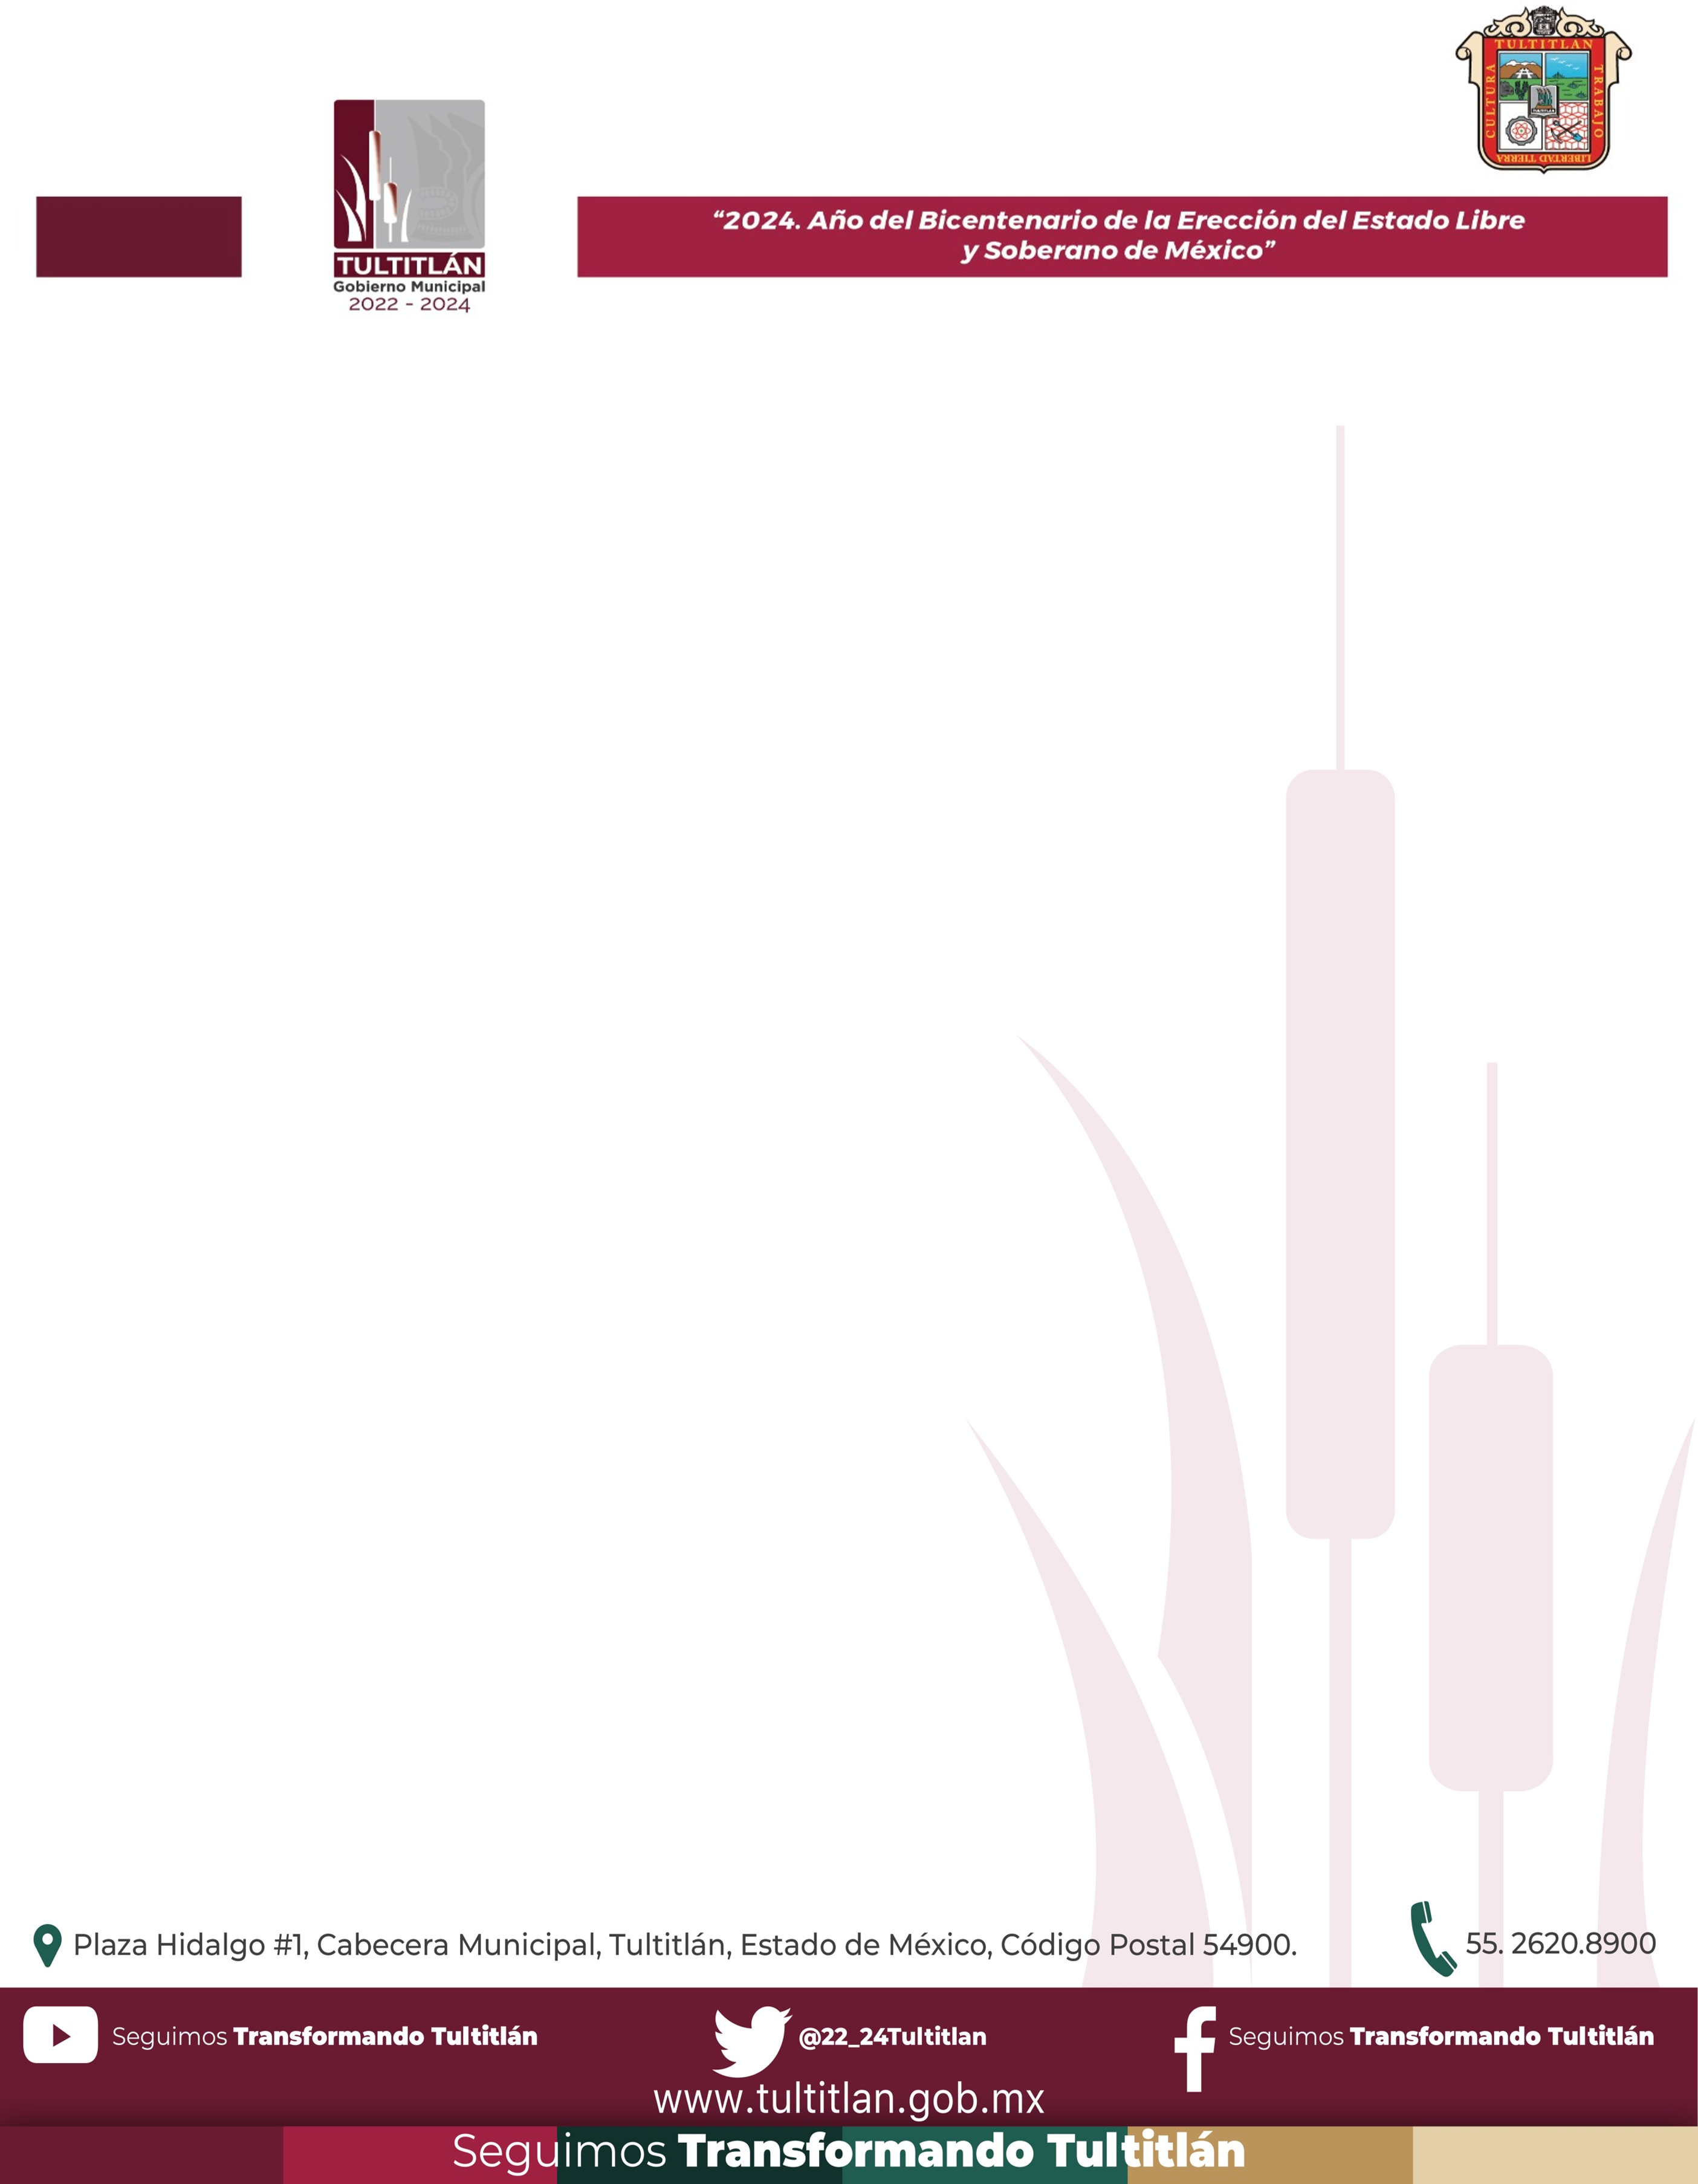 TULTITLAN
CULTURA
TRABAJO
LIBERTAD TIERRA
“2024. Año del Bicentenario de la Erección del Estado Libre
y Soberano de México”
TULTITLÁN
Gobierno Municipal
2022 - 2024
Plaza Hidalgo #1, Cabecera Municipal, Tultitlán, Estado de México, Código Postal 54900.
55. 2620.8900
Seguimos Transformando Tultitlán
@22_24Tultitlan
Seguimos Transformando Tultitlán
www.tultitlan.gob.mx
Seguimos Transformando Tultitlán